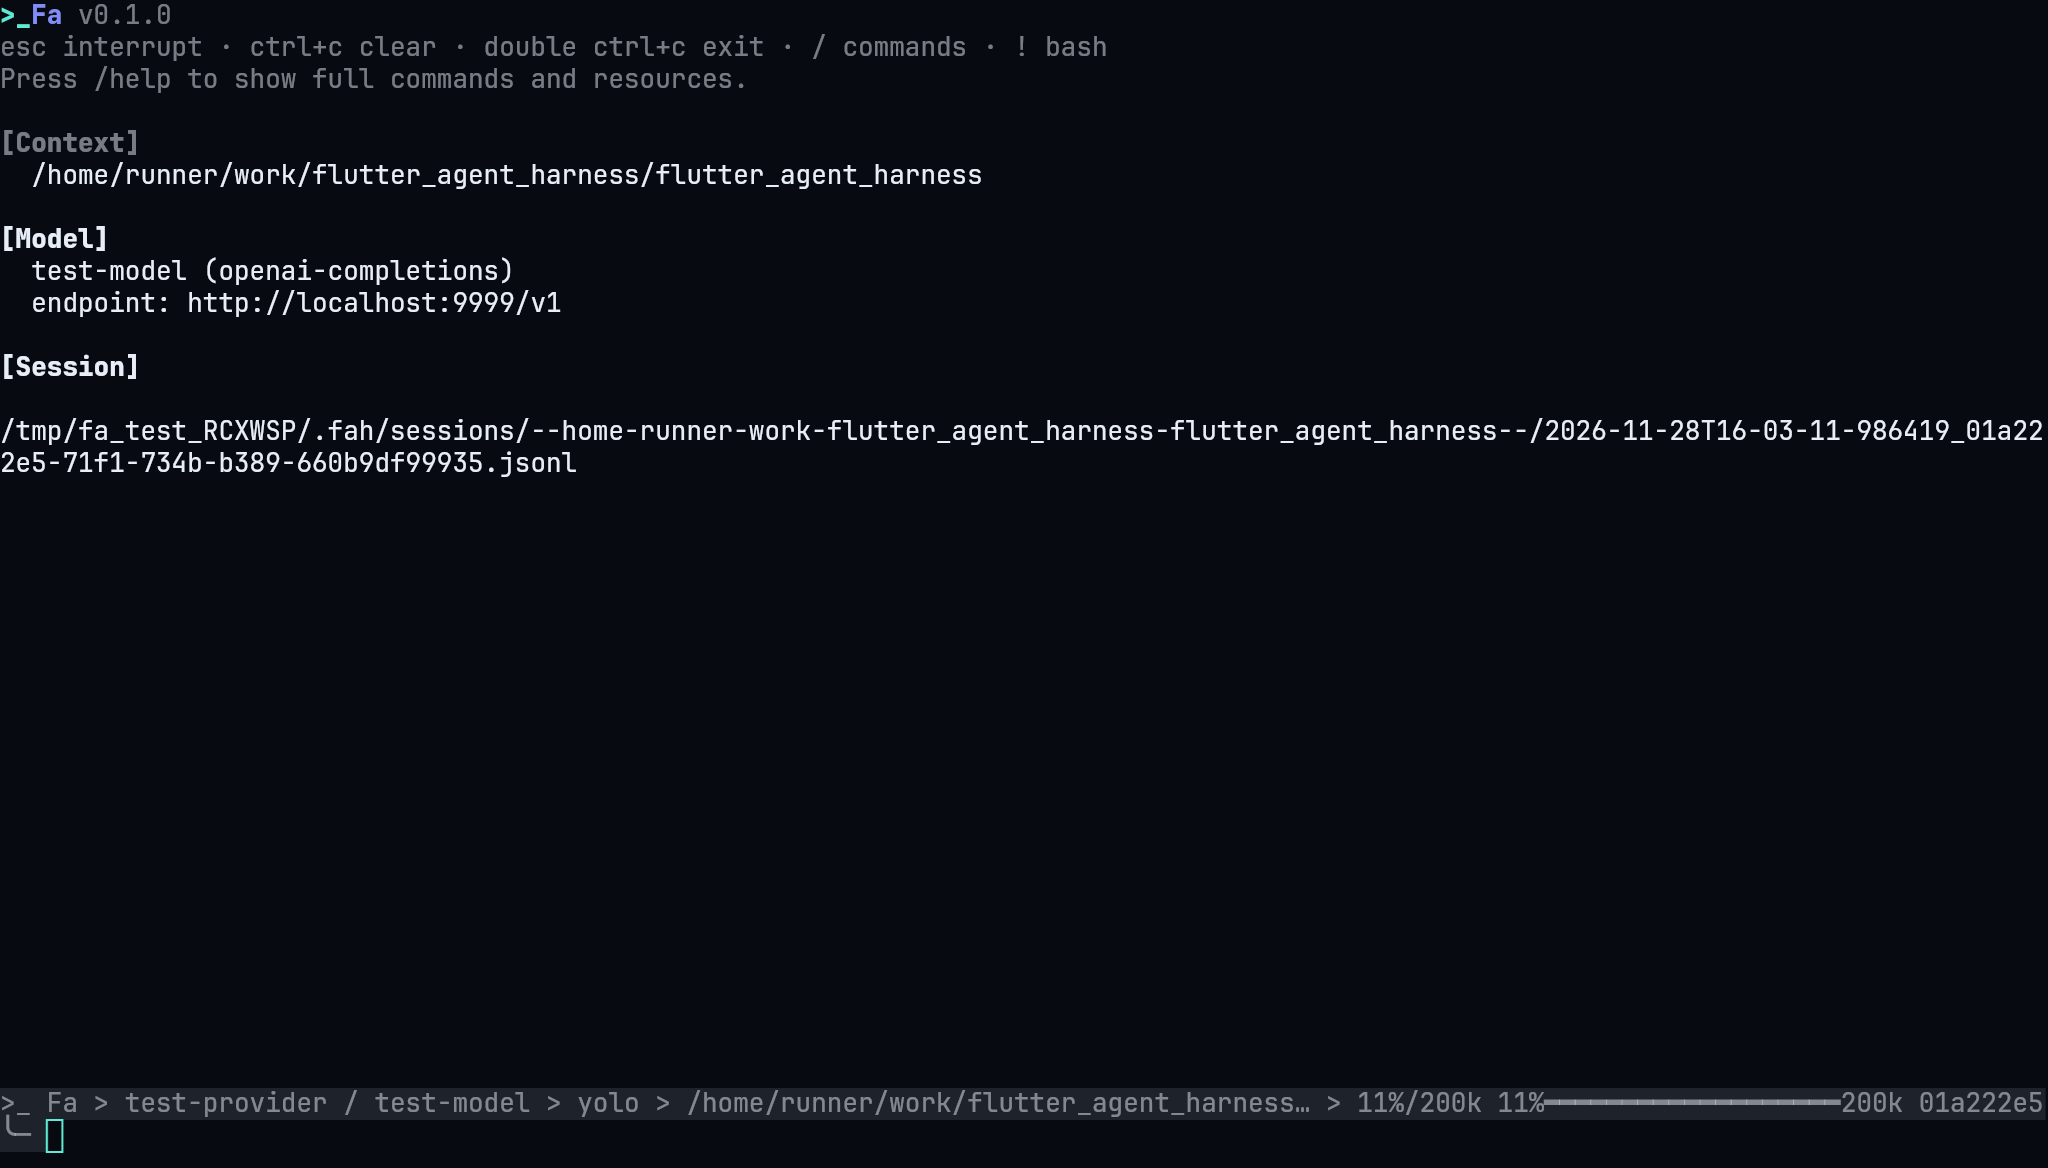 >_Fa v0.1.0
esc interrupt · ctrl+c clear · double ctrl+c exit · / commands · ! bash
Press /help to show full commands and resources.
[Context]
/home/runner/work/flutter_agent_harness/flutter_agent_harness
[Model]
test-model (openai-completions)
endpoint: http://localhost:9999/v1
[Session]
/tmp/fa_test_RCXWSP/.fah/sessions/--home-runner-work-flutter_agent_harness-flutter_agent_harness--/2026-11-28T16-03-11-986419_01a22
2e5-71f1-734b-b389-660b9df99935.jsonl
>_ Fa > test-provider / test-model > yolo > /home/runner/work/flutter_agent_harness… > 11%/200k 11%━━━━━━━━━━━━━━━━━━━200k 01a222e5